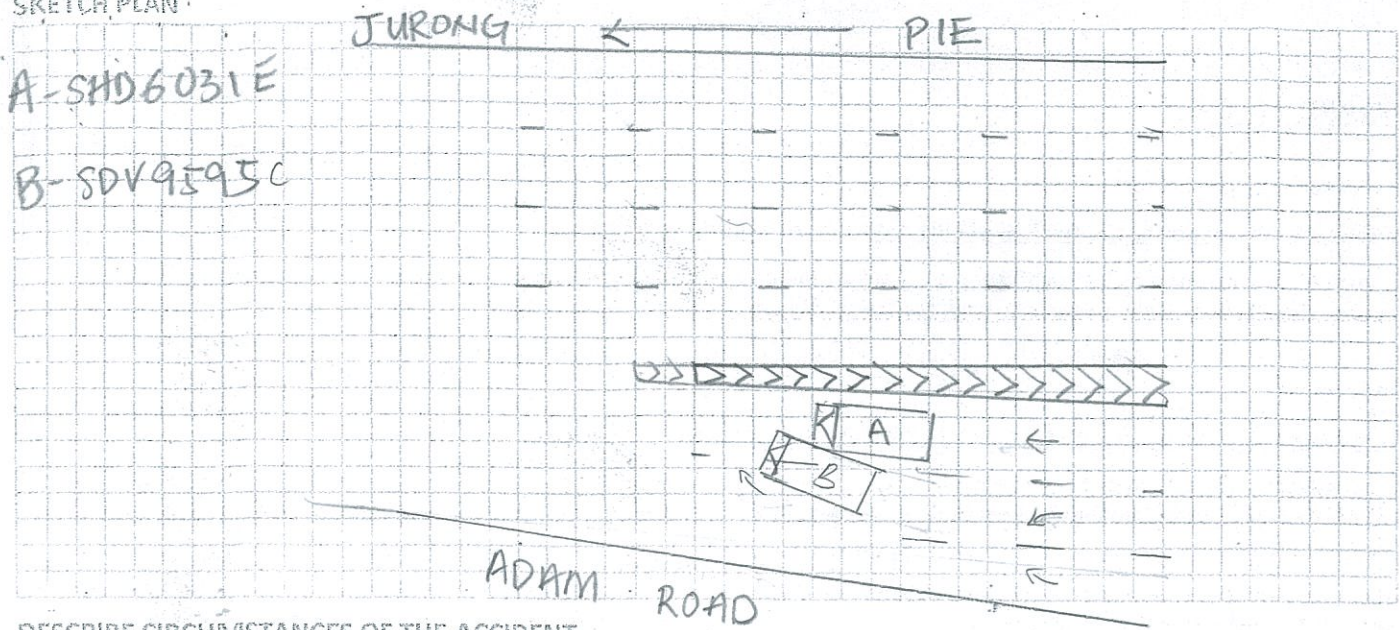 SKETCH PLAN
JURONG ← PIE
A-SHD6031E
B-SDV9595C
A
B
ADAM ROAD
DESCRIBE CIRCUMSTANCES OF THE ACCIDENT